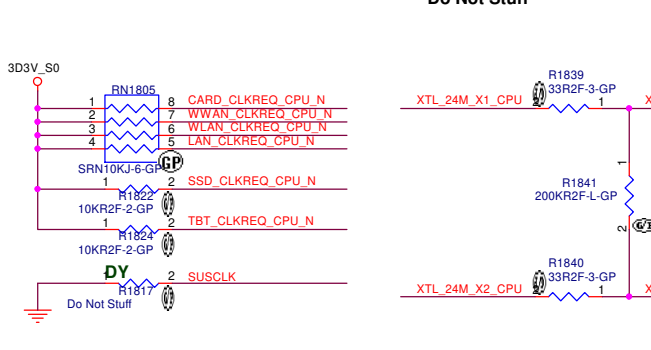 Do Not Stuff
3D3V_S0
RN1805
1 8 CARD_CLKREQ_CPU_N
2 7 WWAN_CLKREQ_CPU_N
3 6 WLAN_CLKREQ_CPU_N
4 5 LAN_CLKREQ_CPU_N
SRN10KJ-6-GP
GP
1 2 SSD_CLKREQ_CPU_N
R1822
10KR2F-2-GP
1 2 TBT_CLKREQ_CPU_N
R1824
10KR2F-2-GP
DY
1 2 SUSCLK
R1817
Do Not Stuff
R1839
33R2F-3-GP
XTL_24M_X1_CPU 1 X
1
R1841
200KR2F-L-GP
2
R1840
33R2F-3-GP
XTL_24M_X2_CPU 1 X